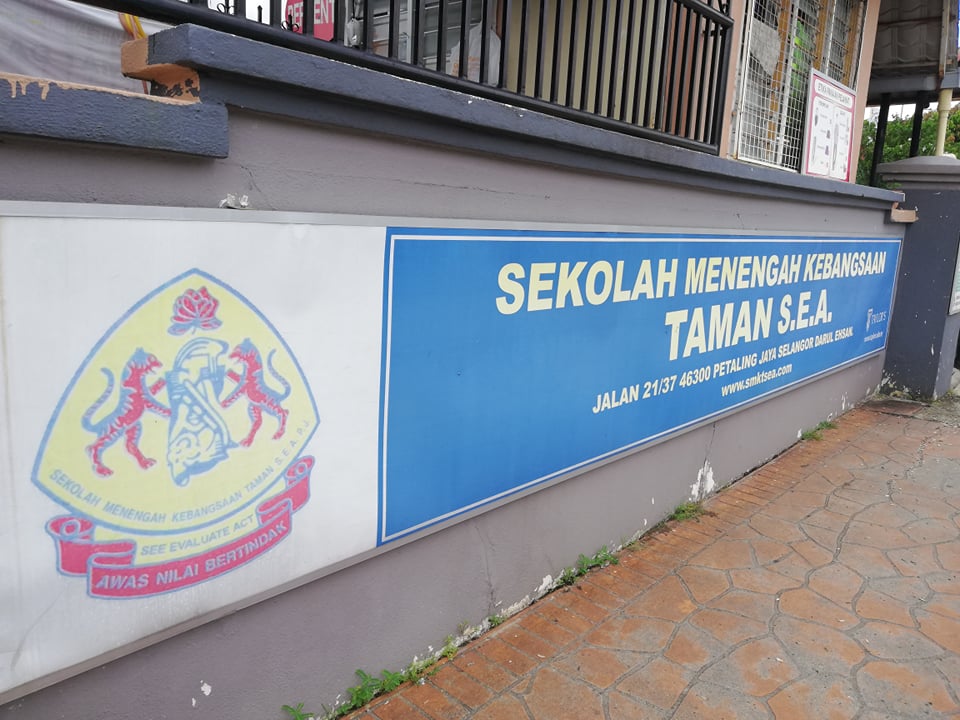 SEKOLAH MENENGAH KEBANGSAAN TAMAN S.E.A. P.J.
SEE EVALUATE ACT
AWAS NILAI BERTINDAK
SEKOLAH MENENGAH KEBANGSAAN
TAMAN S.E.A.
JALAN 21/37 46300 PETALING JAYA SELANGOR DARUL EHSAN.
www.smktsea.com